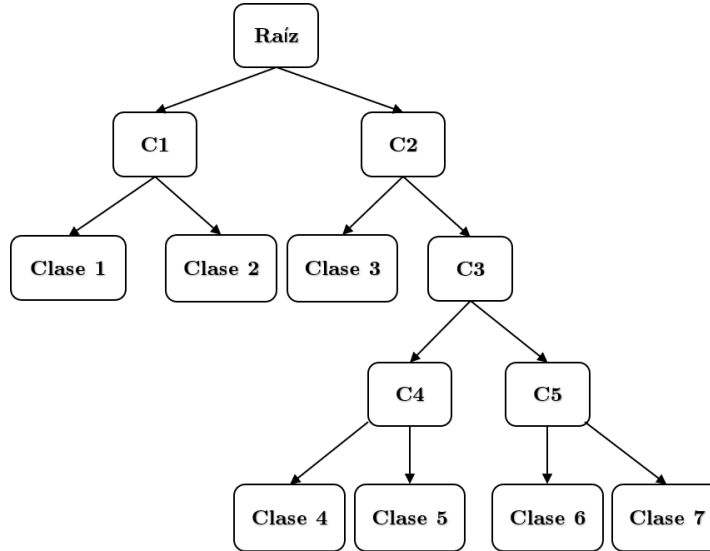 Raíz
C1
C2
Clase 1
Clase 2
Clase 3
C3
C4
C5
Clase 4
Clase 5
Clase 6
Clase 7